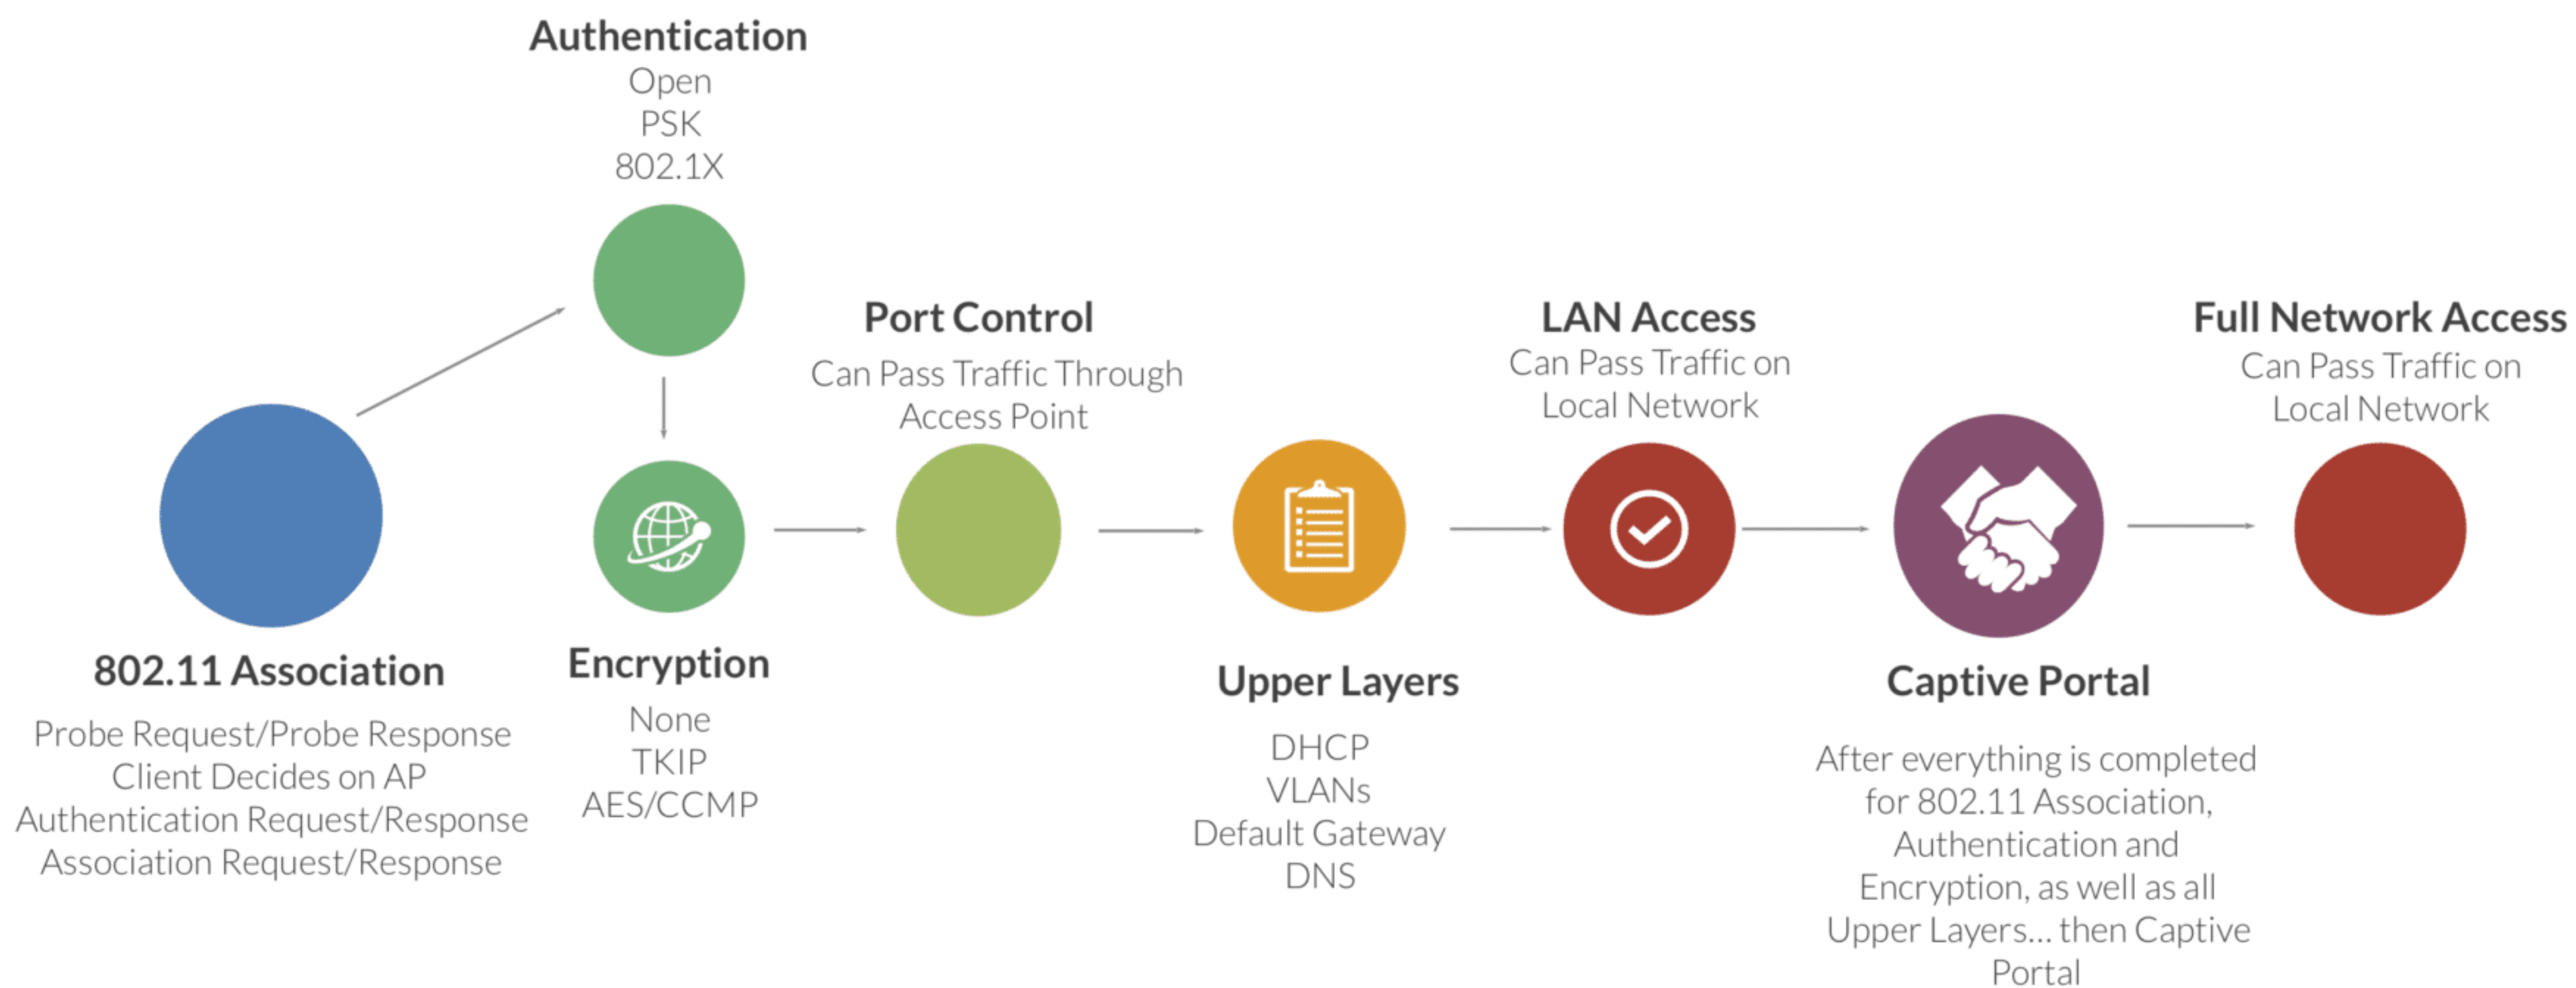 Authentication
Open
PSK
802.1X
802.11 Association
Probe Request/Probe Response
Client Decides on AP
Authentication Request/Response
Association Request/Response
Encryption
None
TKIP
AES/CCMP
Port Control
Can Pass Traffic Through
Access Point
Upper Layers
DHCP
VLANs
Default Gateway
DNS
LAN Access
Can Pass Traffic on
Local Network
Captive Portal
After everything is completed
for 802.11 Association,
Authentication and
Encryption, as well as all
Upper Layers... then Captive
Portal
Full Network Access
Can Pass Traffic on
Local Network